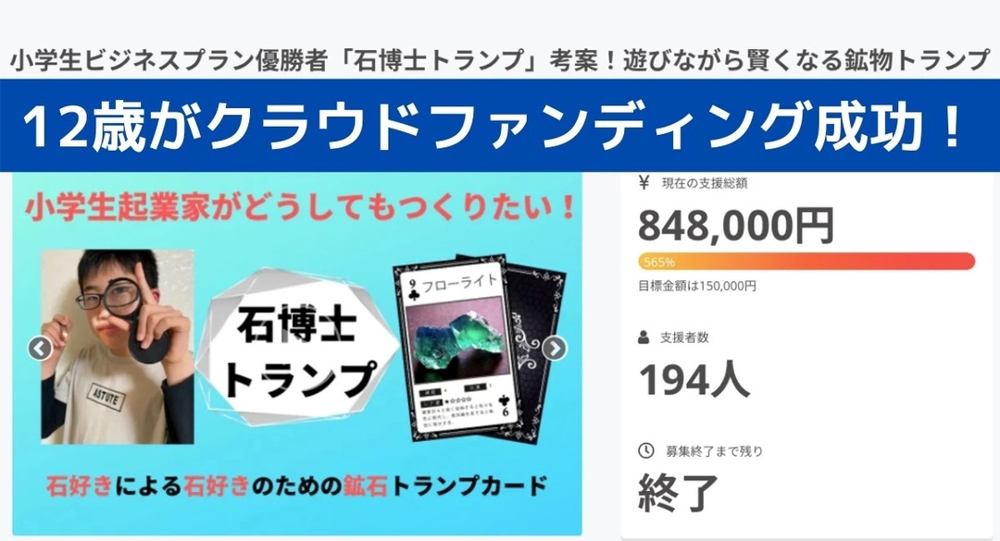 小学生ビジネスプラン優勝者「石博士トランプ」考案！遊びながら賢くなる鉱物トランプ
12歳がクラウドファンディング成功！
小学生起業家がどうしてもつくりたい！
ASTUTE
石博士
トランプ
9
フローライト
9
石好きによる石好きのための鉱石トランプカード
¥ 現在の支援総額
848,000円
565%
目標金額は150,000円
支援者数
194人
募集終了まで残り
終了